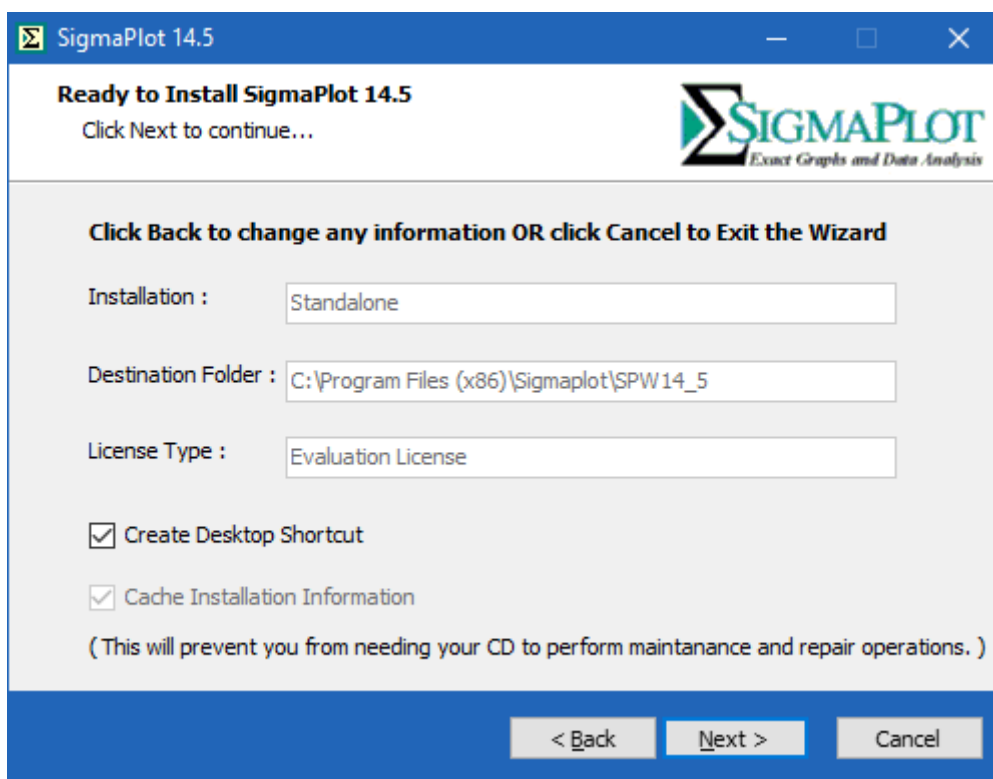 SigmaPlot 14.5
Ready to Install SigmaPlot 14.5
Click Next to continue...
SIGMAPLOT
Exact Graphs and Data Analysis
Click Back to change any information OR click Cancel to Exit the Wizard
Installation : Standalone
Destination Folder : C:\Program Files (x86)\Sigmaplot\SPW14_5
License Type : Evaluation License
Create Desktop Shortcut
Cache Installation Information
( This will prevent you from needing your CD to perform maintanance and repair operations. )
< Back Next > Cancel